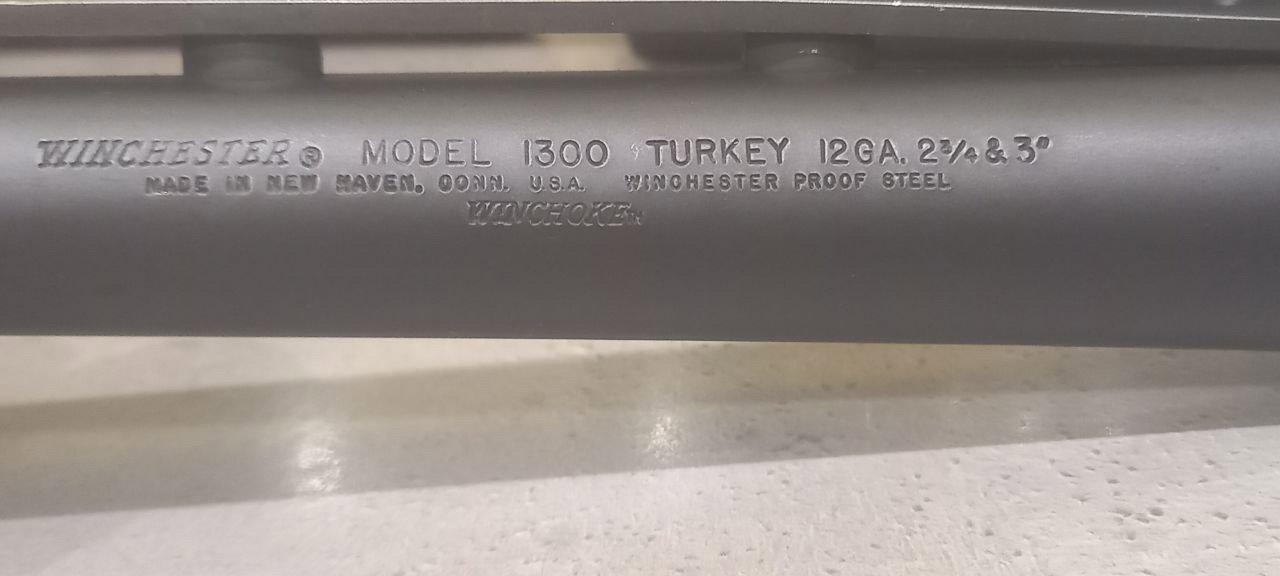 WINCHESTER® MODEL 1300 TURKEY 12GA. 2¾ & 3"
MADE IN NEW HAVEN, CONN. U.S.A. WINCHESTER PROOF STEEL
WINCHOKE™